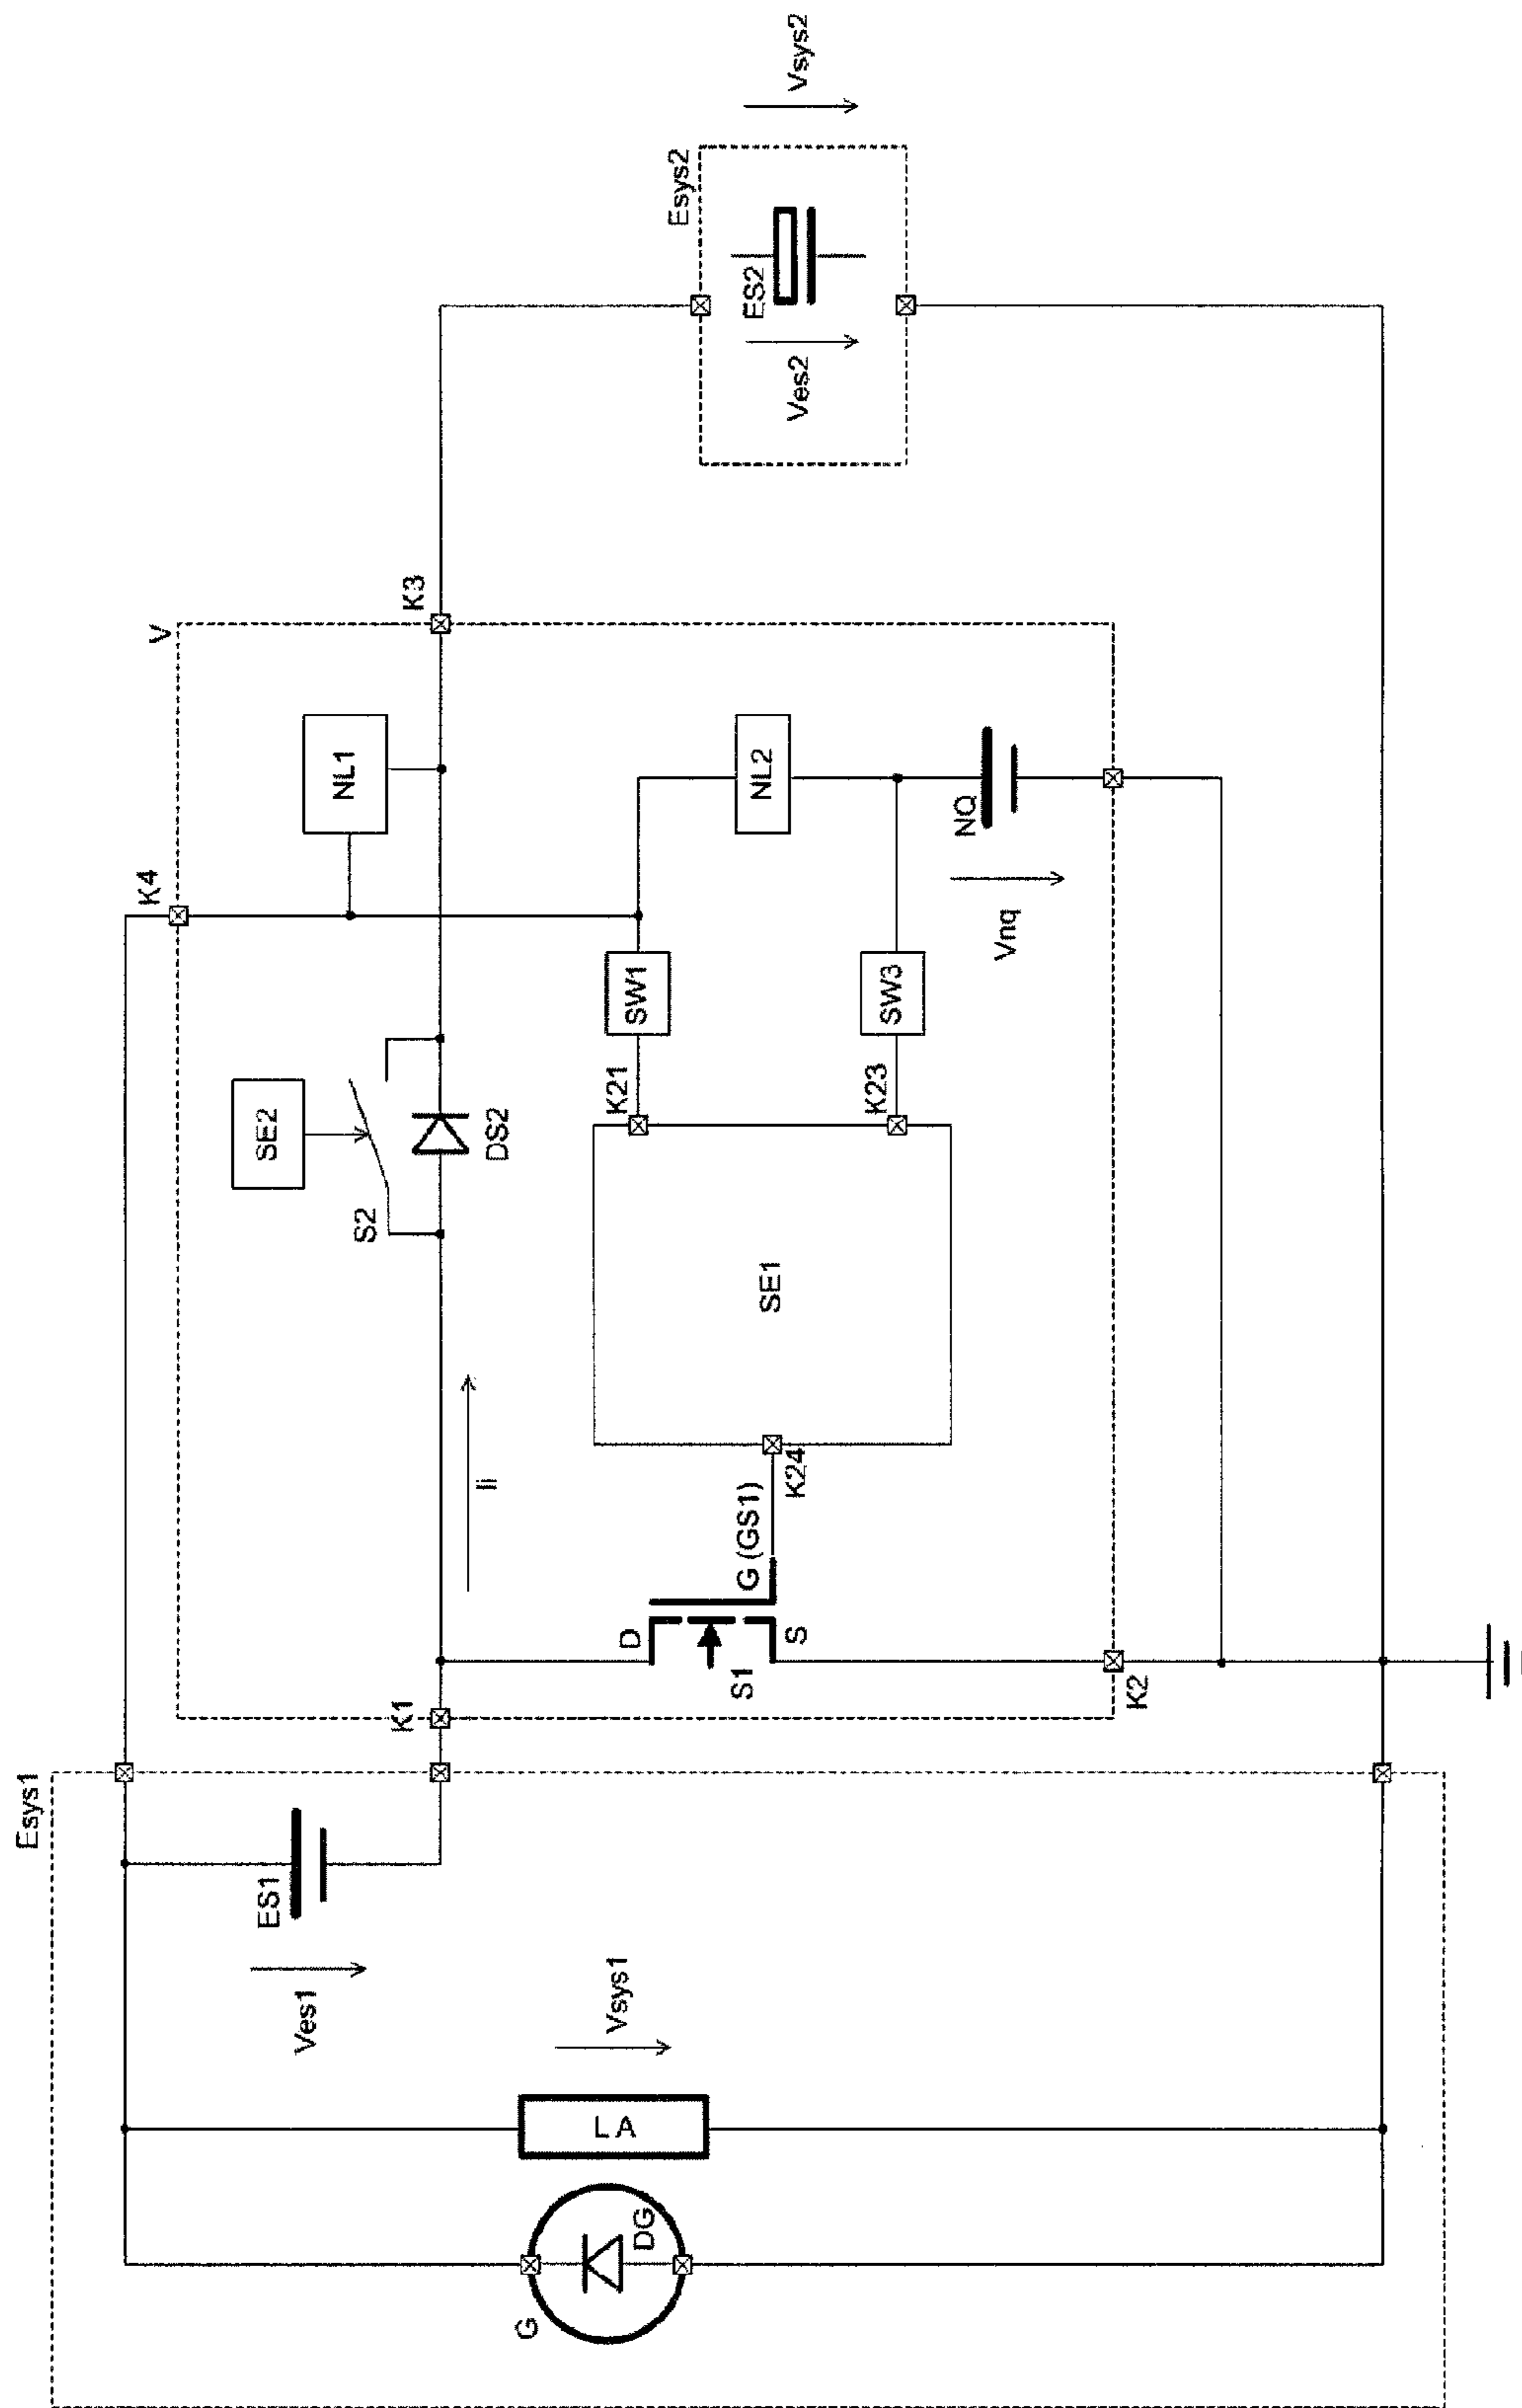 Esys1
G
DG
LA
Vsys1
Ves1
ES1
K1
V
K4
K3
K2
S1
D
S
G (GS1)
K24
Ii
SE1
S2
SE2
DS2
K21
K23
SW1
SW3
NL1
NL2
NQ
Vnq
Esys2
ES2
Ves2
Vsys2